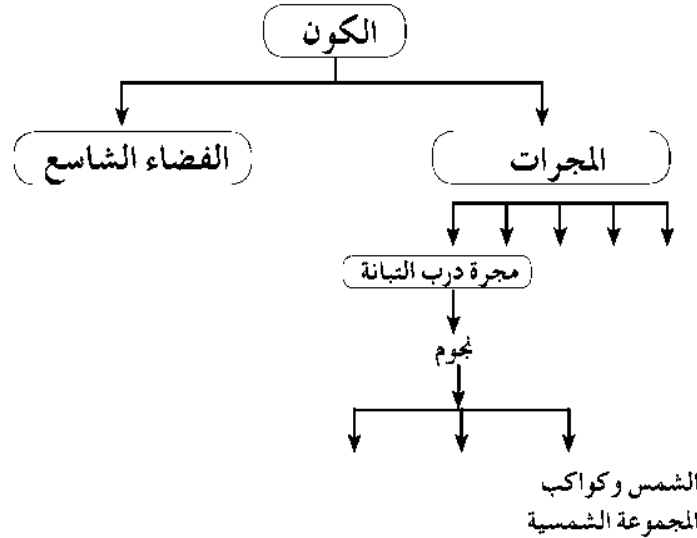 الكون
المجرات
الفضاء الشاسع
مجرة درب التبانة
نجوم
الشمس وكواكب
المجموعة الشمسية